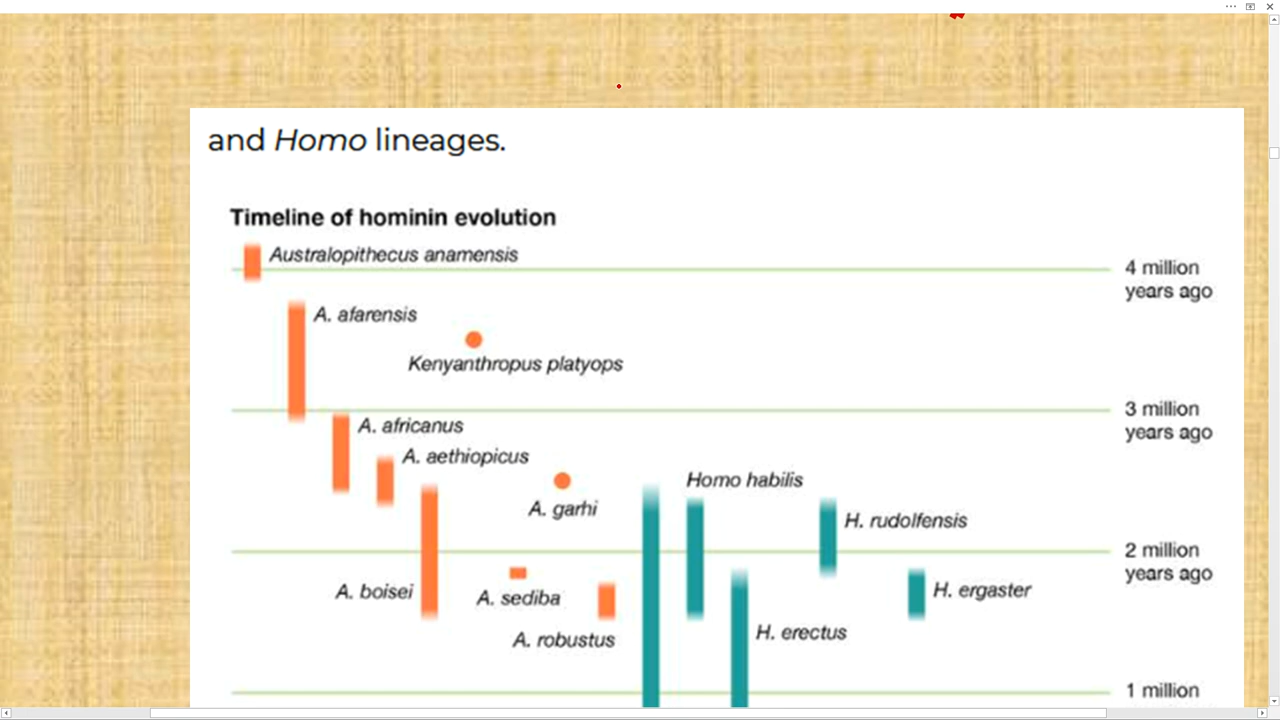 and Homo lineages.
Timeline of hominin evolution
Australopithecus anamensis
4 million
years ago
A. afarensis
Kenyanthropus platyops
3 million
years ago
A. africanus
A. aethiopicus
Homo habilis
A. garhi
H. rudolfensis
2 million
years ago
A. boisei
A. sediba
H. ergaster
A. robustus
H. erectus
1 million